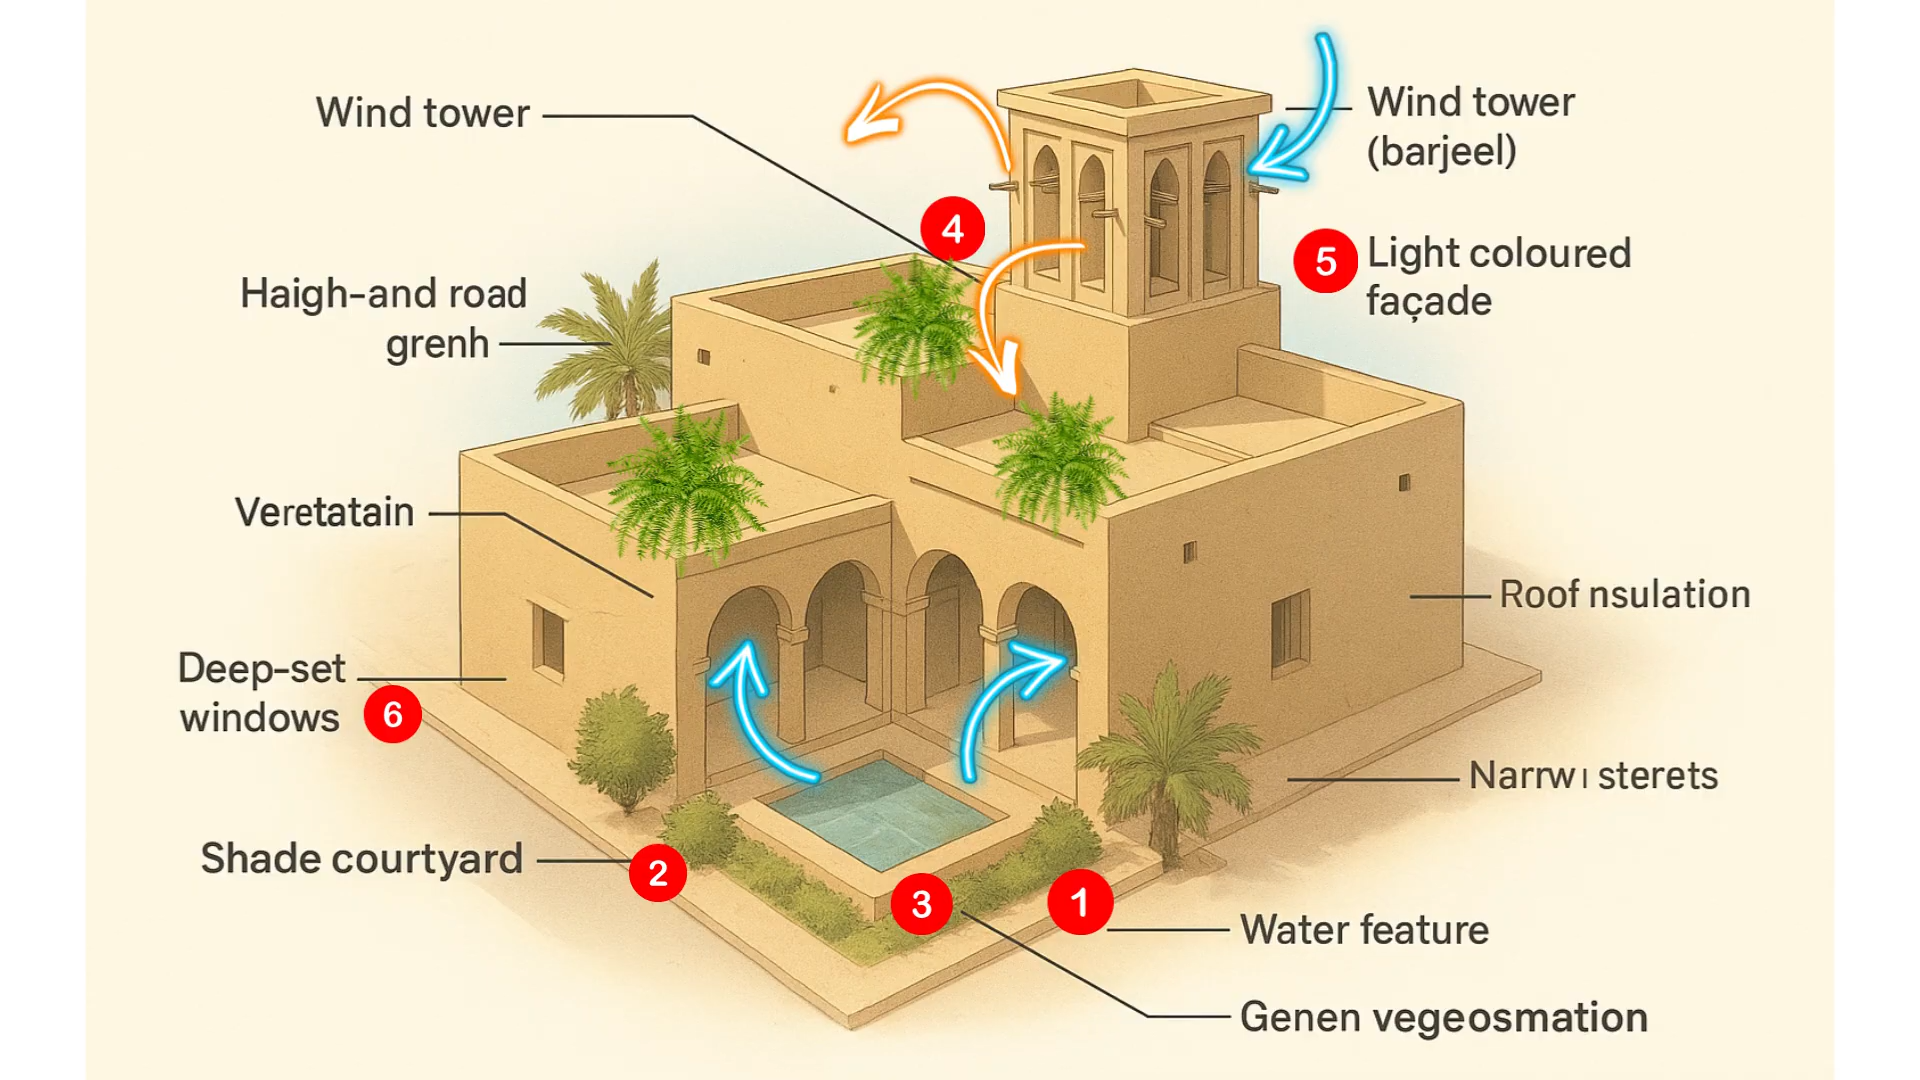 Wind tower
Wind tower
(barjeel)
4
5
Light coloured
façade
Haigh-and road
grenh
Veretatain
Roof nsulation
Deep-set
windows
6
Narrw ı sterets
Shade courtyard
2
3
1
Water feature
Genen vegeosmation